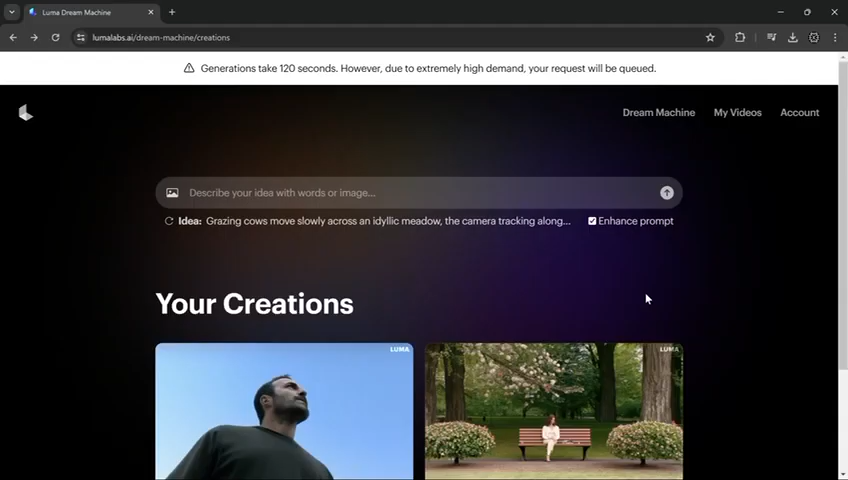 Luma Dream Machine
lumalabs.ai/dream-machine/creations
Generations take 120 seconds. However, due to extremely high demand, your request will be queued.
Dream Machine My Videos Account
Describe your idea with words or image...
Idea: Grazing cows move slowly across an idyllic meadow, the camera tracking along... Enhance prompt
Your Creations
LUMA LUMA